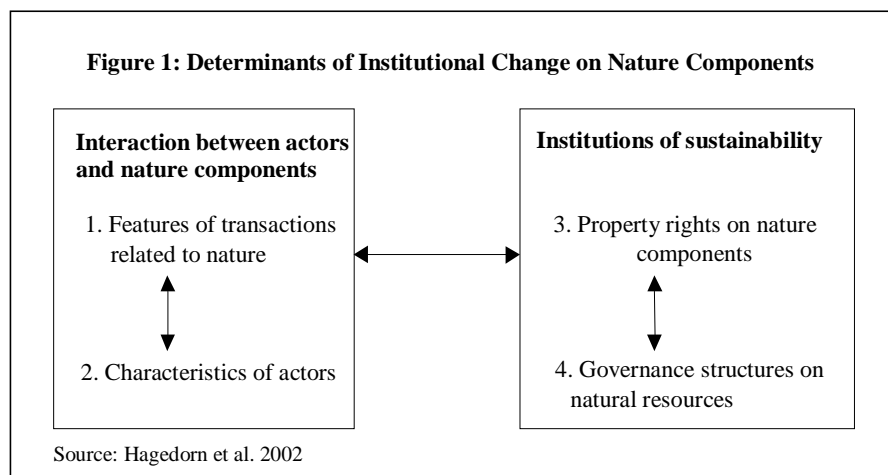 Figure 1: Determinants of Institutional Change on Nature Components
Interaction between actors
and nature components
1. Features of transactions
related to nature
2. Characteristics of actors
Institutions of sustainability
3. Property rights on nature
components
4. Governance structures on
natural resources
Source: Hagedorn et al. 2002